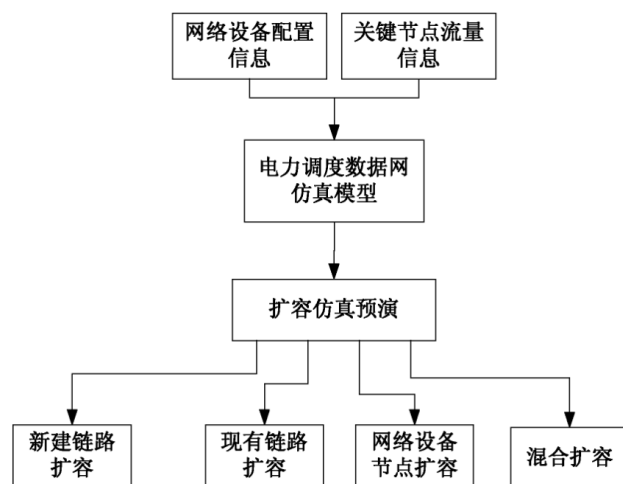 网络设备配置
信息
关键节点流量
信息
电力调度数据网
仿真模型
扩容仿真预演
新建链路
扩容
现有链路
扩容
网络设备
节点扩容
混合扩容